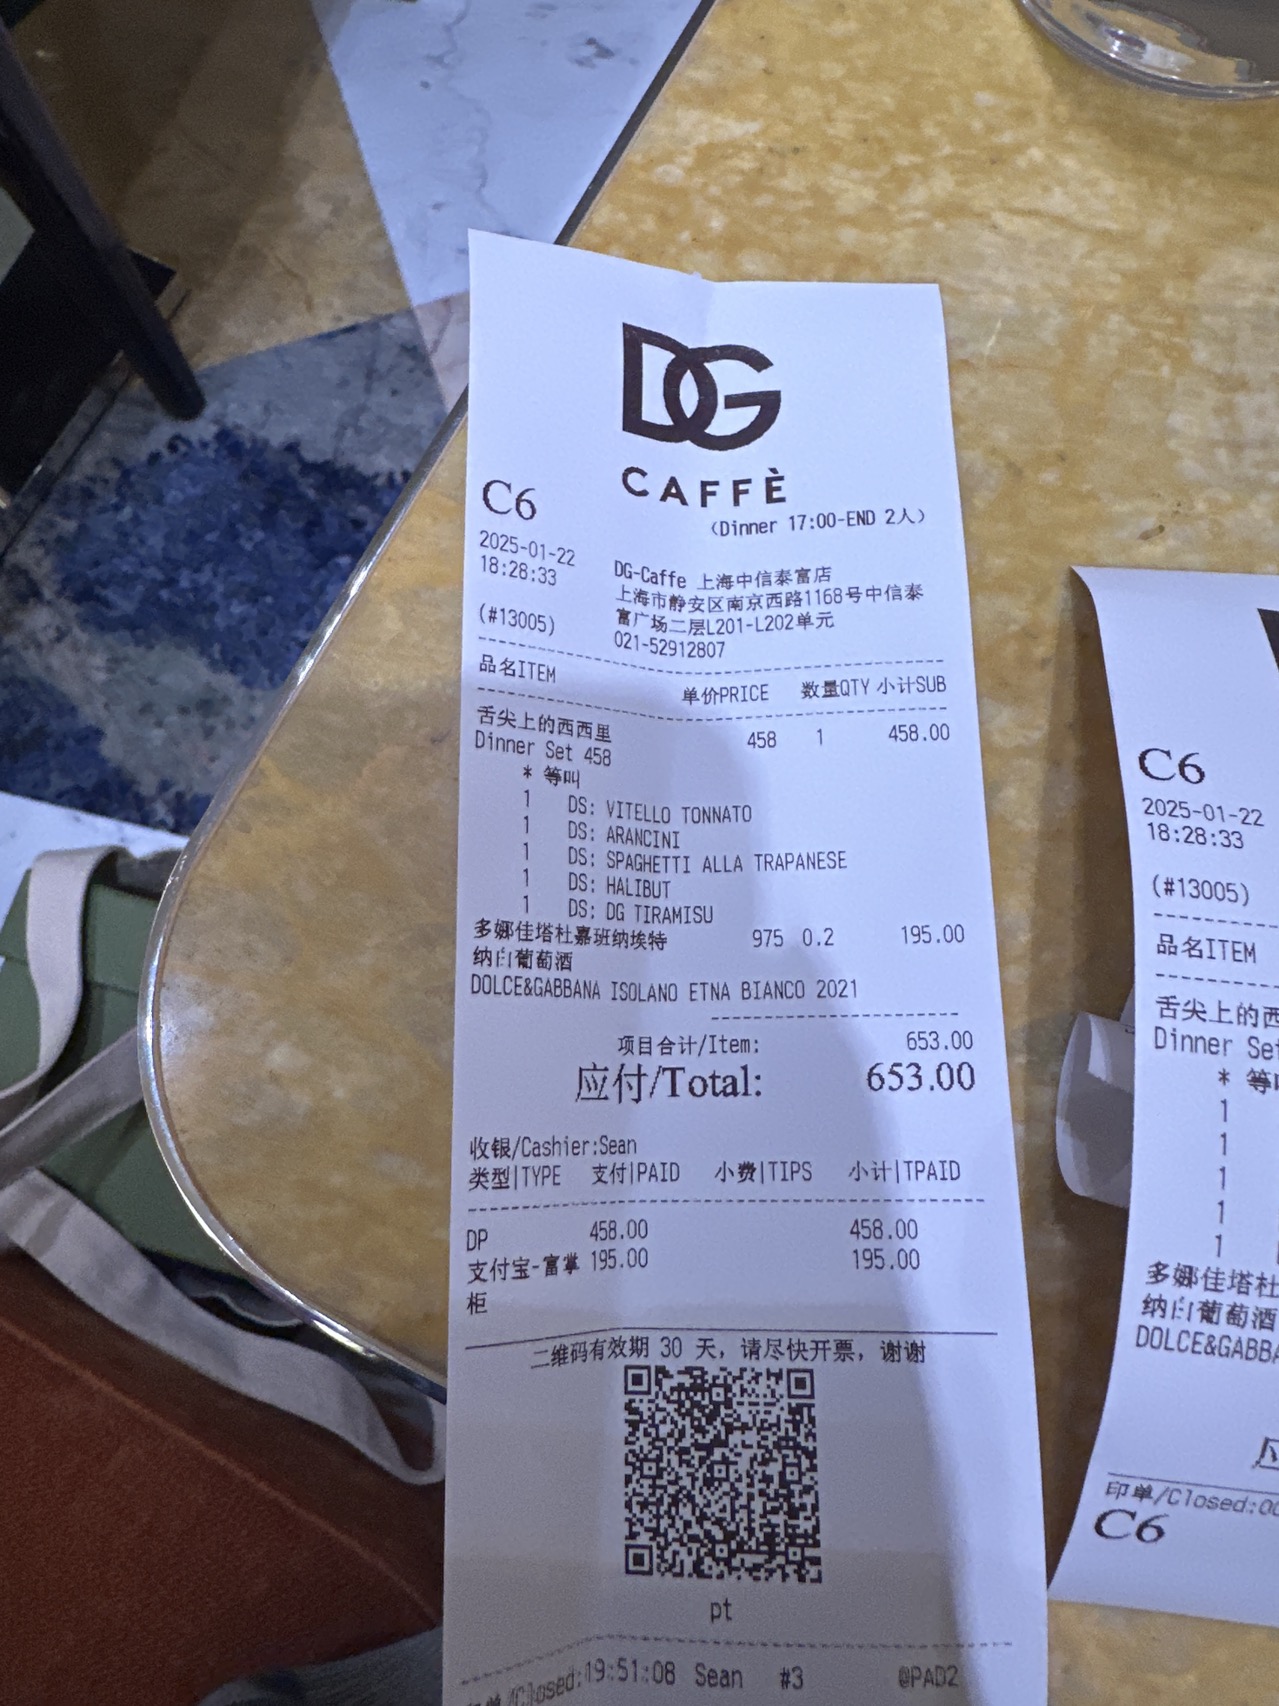 DG
CAFFÈ
C6
(Dinner 17:00-END 2人)
2025-01-22
18:28:33
(#13005)
DG-Caffe 上海中信泰富店
上海市静安区南京西路1168号中信泰
富广场二层L201-L202单元
021-52912807
品名ITEM 单价PRICE 数量QTY 小计SUB
舌尖上的西西里
Dinner Set 458 458 1 458.00
* 等叫
1 DS: VITELLO TONNATO
1 DS: ARANCINI
1 DS: SPAGHETTI ALLA TRAPANESE
1 DS: HALIBUT
1 DS: DG TIRAMISU
多娜佳塔杜嘉班纳埃特 975 0.2 195.00
纳白葡萄酒
DOLCE&GABBANA ISOLANO ETNA BIANCO 2021
项目合计/Item: 653.00
应付/Total: 653.00
收银/Cashier:Sean
类型|TYPE 支付|PAID 小费|TIPS 小计|TPAID
DP 458.00 458.00
支付宝-富掌 195.00 195.00
柜
二维码有效期 30 天，请尽快开票，谢谢
pt
印单/Closed:19:51:08 Sean #3 @PAD2
C6
2025-01-22
18:28:33
(#13005)
品名ITEM
舌尖上的西
Dinner Set
* 等叫
1
1
1
1
1
多娜佳塔杜
纳白葡萄酒
DOLCE&GABBA
印单/Closed:00
C6